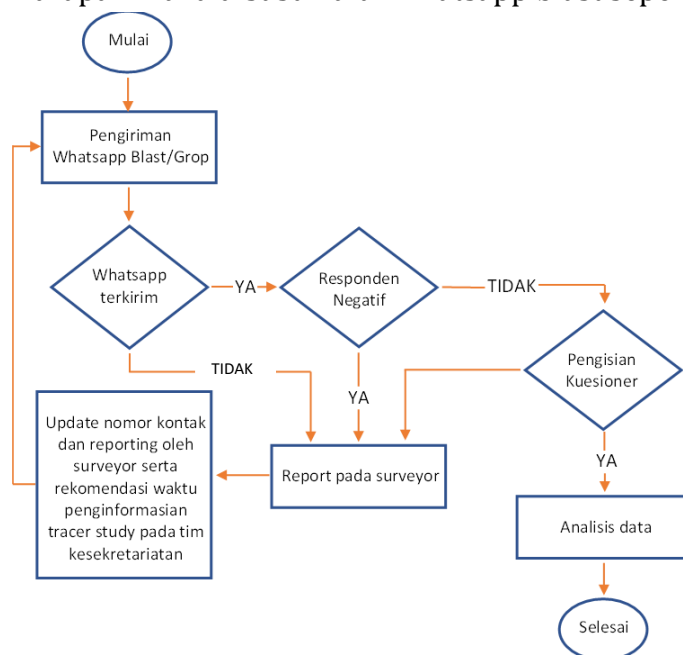 Mulai
Pengiriman
Whatsapp Blast/Grop
Whatsapp
terkirim
YA
Responden
Negatif
TIDAK
Pengisian
Kuesioner
TIDAK
YA
Update nomor kontak
dan reporting oleh
surveyor serta
rekomendasi waktu
penginformasian
tracer study pada tim
kesekretariatan
Report pada surveyor
YA
Analisis data
Selesai